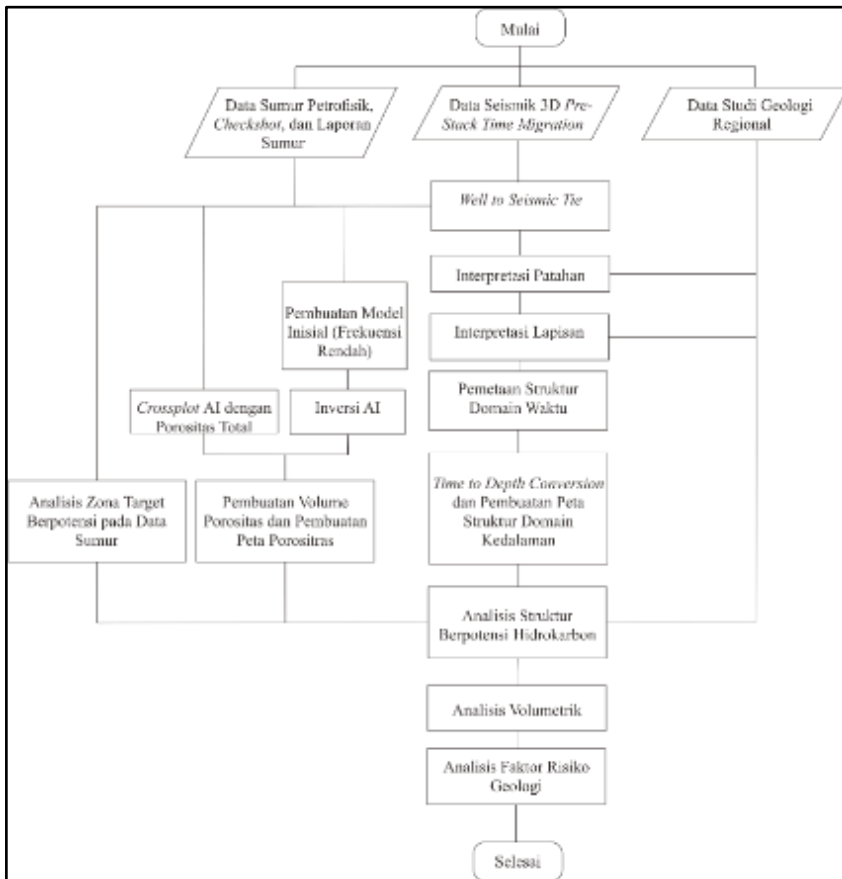 Mulai
Data Sumur Petrofisik,
Checkshot, dan Laporan
Sumur
Data Seismik 3D Pre-
Stack Time Migration
Data Studi Geologi
Regional
Well to Seismic Tie
Interpretasi Patahan
Pembuatan Model
Inisial (Frekuensi
Rendah)
Interpretasi Lapisan
Pemetaan Struktur
Domain Waktu
Crossplot AI dengan
Porositas Total
Inversi AI
Analisis Zona Target
Berpotensi pada Data
Sumur
Pembuatan Volume
Porositas dan Pembuatan
Peta Porositras
Time to Depth Conversion
dan Pembuatan Peta
Struktur Domain
Kedalaman
Analisis Struktur
Berpotensi Hidrokarbon
Analisis Volumetrik
Analisis Faktor Risiko
Geologi
Selesai